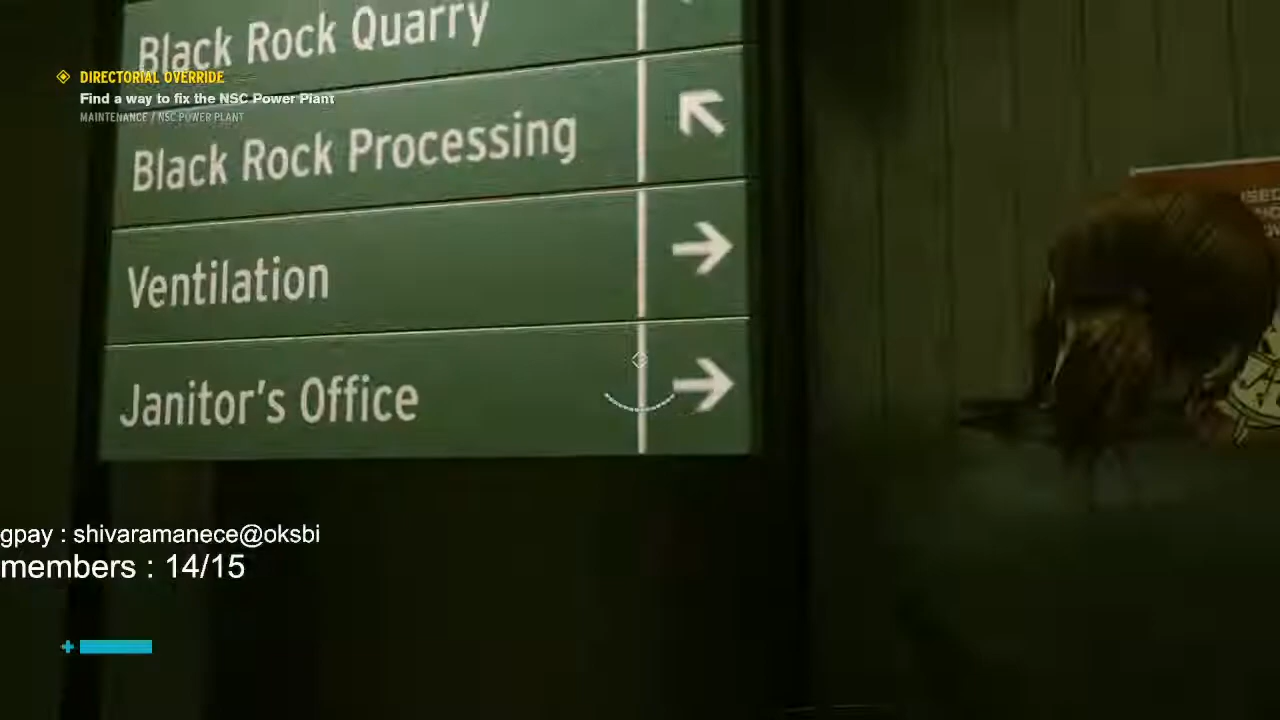 Black Rock Quarry
DIRECTORIAL OVERRIDE
Find a way to fix the NSC Power Plant
MAINTENANCE / NSC POWER PLANT
Black Rock Processing
Ventilation
Janitor's Office
gpay : shivaramanece@oksbi
members : 14/15